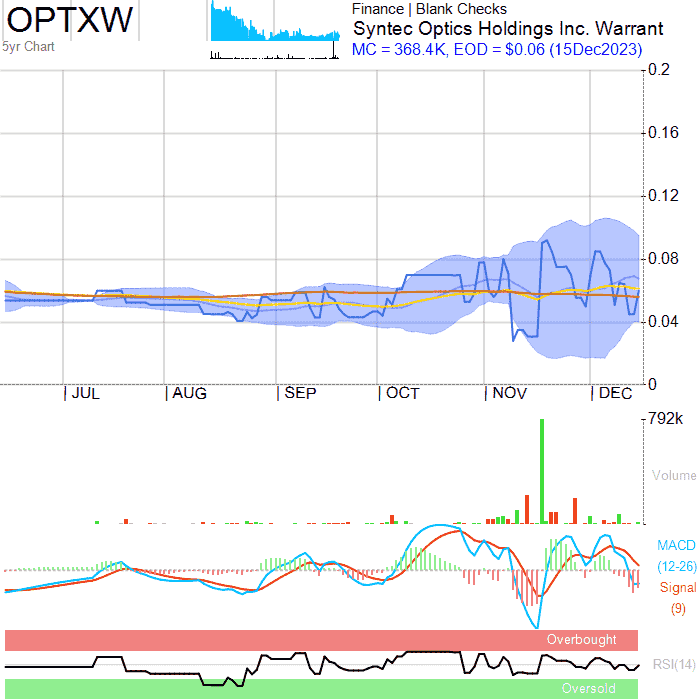 OPTXW
5yr Chart
Finance | Blank Checks
Syntec Optics Holdings Inc. Warrant
MC = 368.4K, EOD = $0.06 (15Dec2023)
0.2
0.16
0.12
0.08
0.04
0
JUL AUG SEP OCT NOV DEC
792k
Volume
MACD
(12-26)
Signal
(9)
Overbought
RSI(14)
Oversold